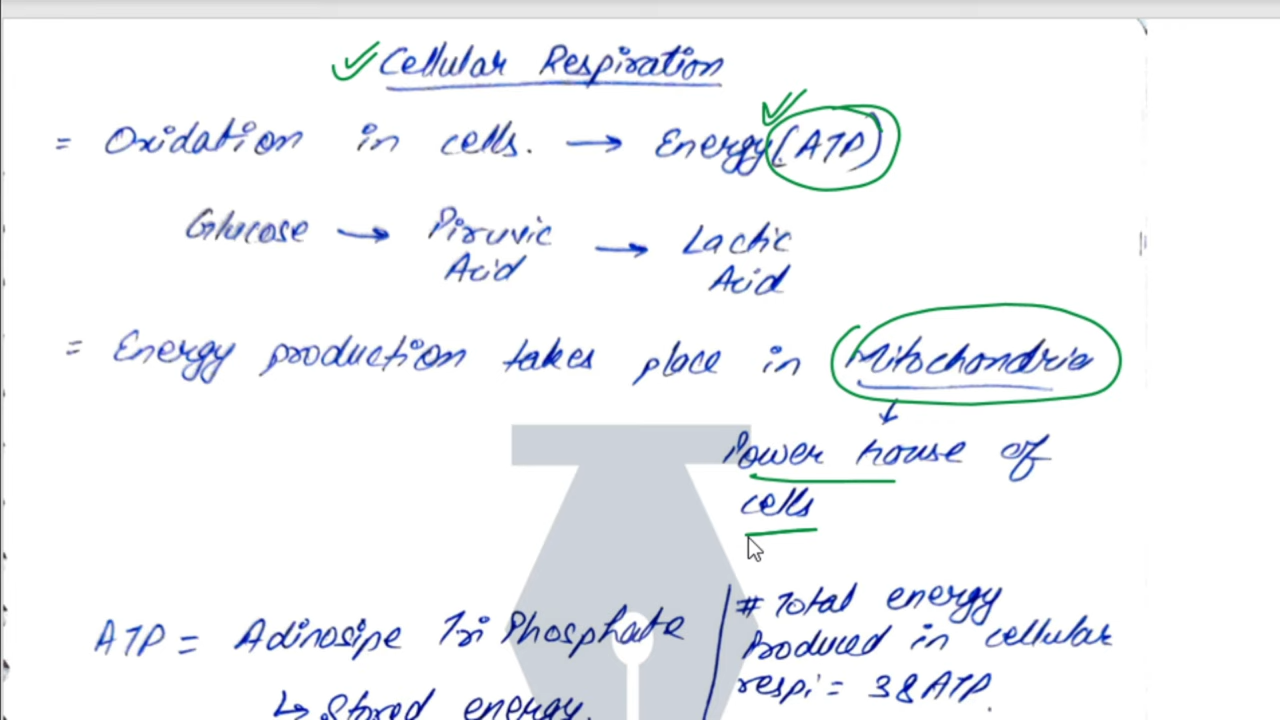 Cellular Respiration
= Oxidation in cells. → Energy (ATP)
Glucose → Piruvic Acid → Lactic Acid
= Energy production takes place in Mitochondria
↓
Power house of
cells
ATP = Adinosipe Tri Phosphate
↳ Stored energy.
# Total energy
Produced in cellular
respi = 38 ATP.